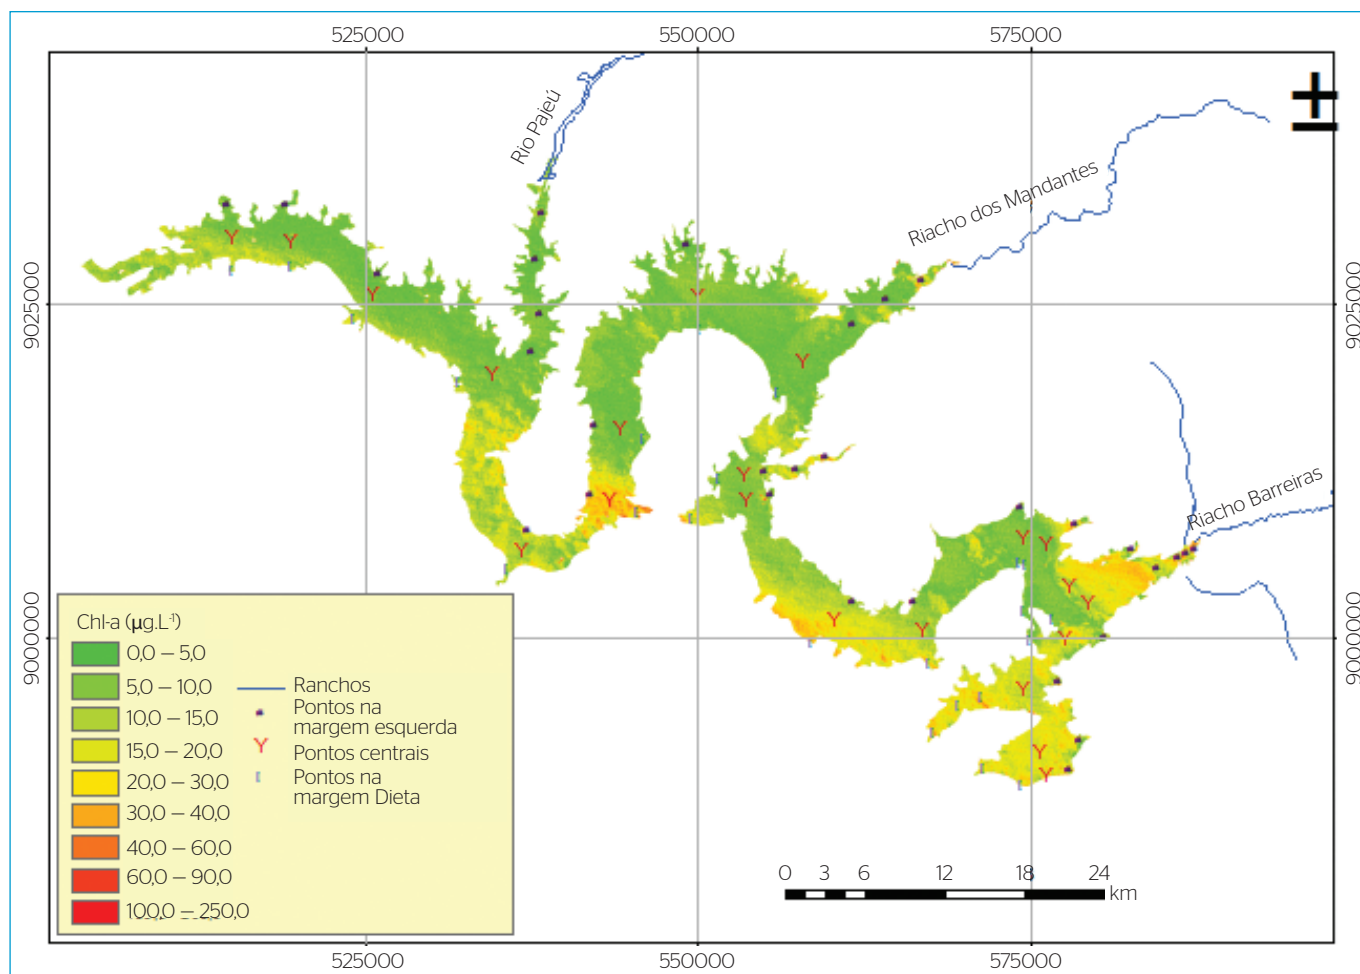 525000
550000
575000
Rio Pajeú
Riacho dos Mandantes
9025000
9025000
Riacho Barreiras
9000000
9000000
Chl-a (µg.L⁻¹)
0,0 – 5,0
5,0 – 10,0
10,0 – 15,0
15,0 – 20,0
20,0 – 30,0
30,0 – 40,0
40,0 – 60,0
60,0 – 90,0
100,0 – 250,0
Ranchos
Pontos na
margem esquerda
Pontos centrais
Pontos na
margem Dieta
0 3 6 12 18 24
km
525000
550000
575000